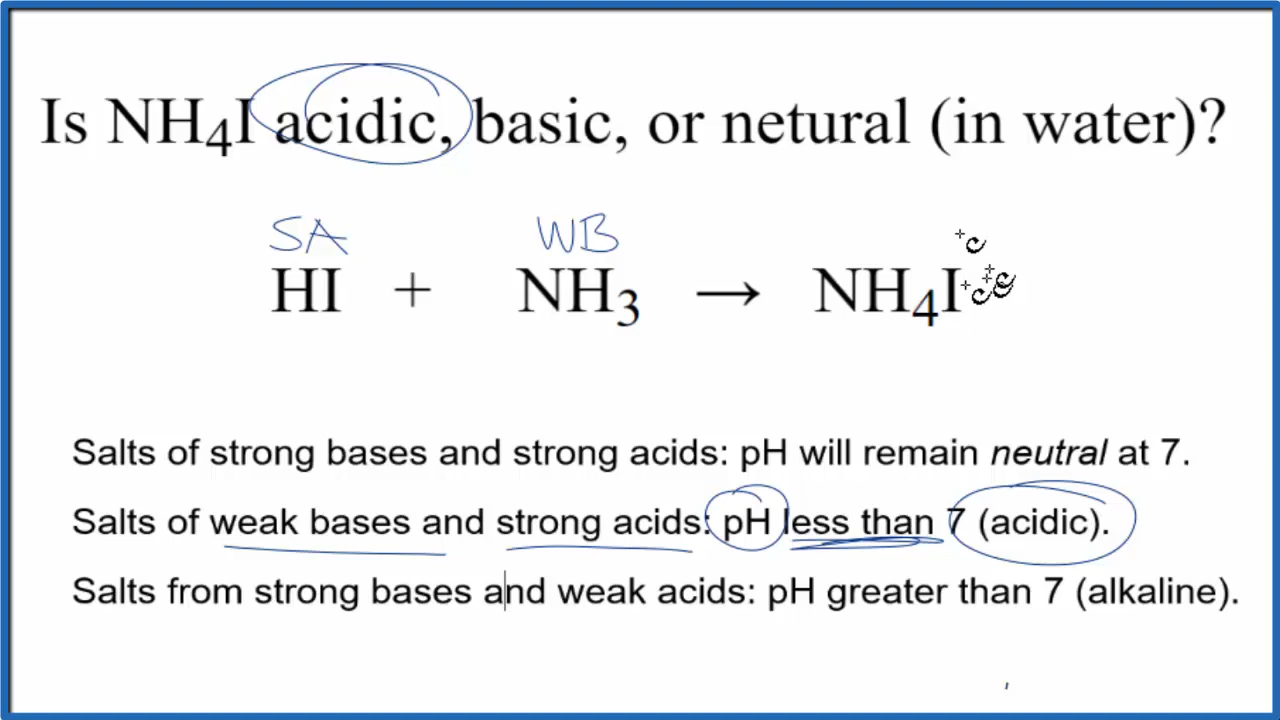 Is NH4I acidic, basic, or netural (in water)?
SA WB
HI + NH3 → NH4I
Salts of strong bases and strong acids: pH will remain neutral at 7.
Salts of weak bases and strong acids: pH less than 7 (acidic).
Salts from strong bases and weak acids: pH greater than 7 (alkaline).